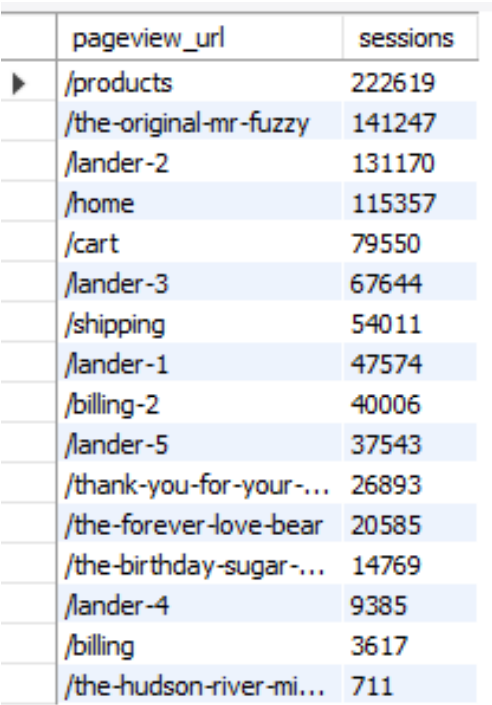 pageview_url sessions
/products 222619
/the-original-mr-fuzzy 141247
/lander-2 131170
/home 115357
/cart 79550
/lander-3 67644
/shipping 54011
/lander-1 47574
/billing-2 40006
/lander-5 37543
/thank-you-for-your-... 26893
/the-forever-love-bear 20585
/the-birthday-sugar-... 14769
/lander-4 9385
/billing 3617
/the-hudson-river-mi... 711